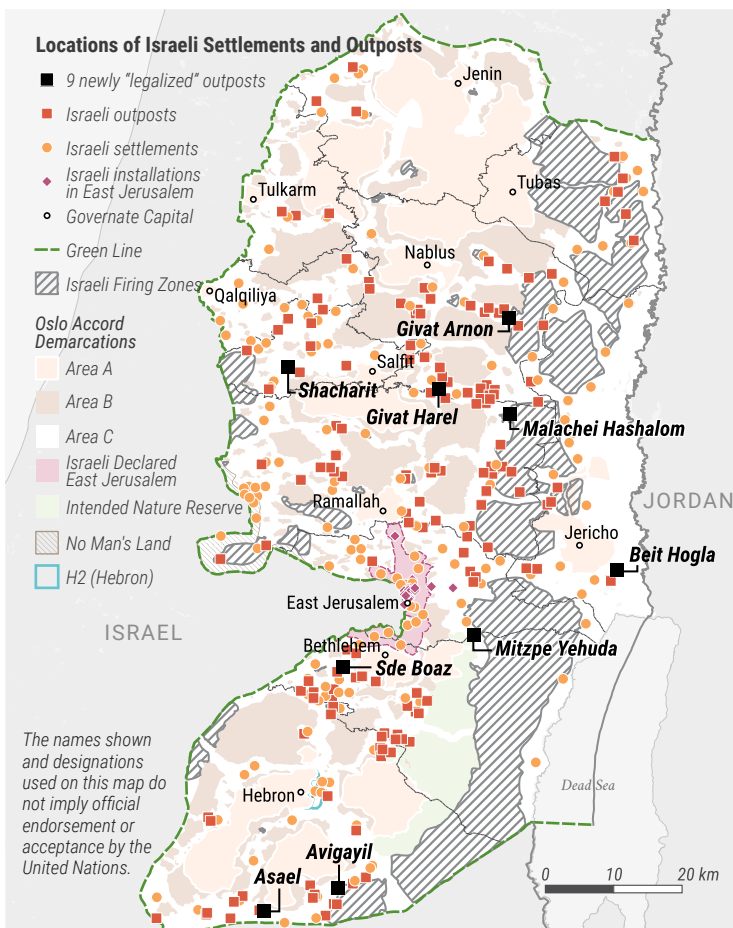 Locations of Israeli Settlements and Outposts
9 newly "legalized" outposts
Israeli outposts
Israeli settlements
Israeli installations
in East Jerusalem
Governate Capital
Green Line
Israeli Firing Zones
Oslo Accord
Demarcations
Area A
Area B
Area C
Israeli Declared
East Jerusalem
Intended Nature Reserve
No Man's Land
H2 (Hebron)
Jenin
Tubas
Tulkarm
Nablus
Qalqiliya
Givat Arnon
Salfit
Shacharit
Givat Harel
Malachei Hashalom
Ramallah
JORDAN
Jericho
Beit Hogla
East Jerusalem
ISRAEL
Bethlehem
Mitzpe Yehuda
Sde Boaz
The names shown
and designations
used on this map do
not imply official
endorsement or
acceptance by the
United Nations.
Dead Sea
Hebron
Avigayil
Asael
0 10 20 km